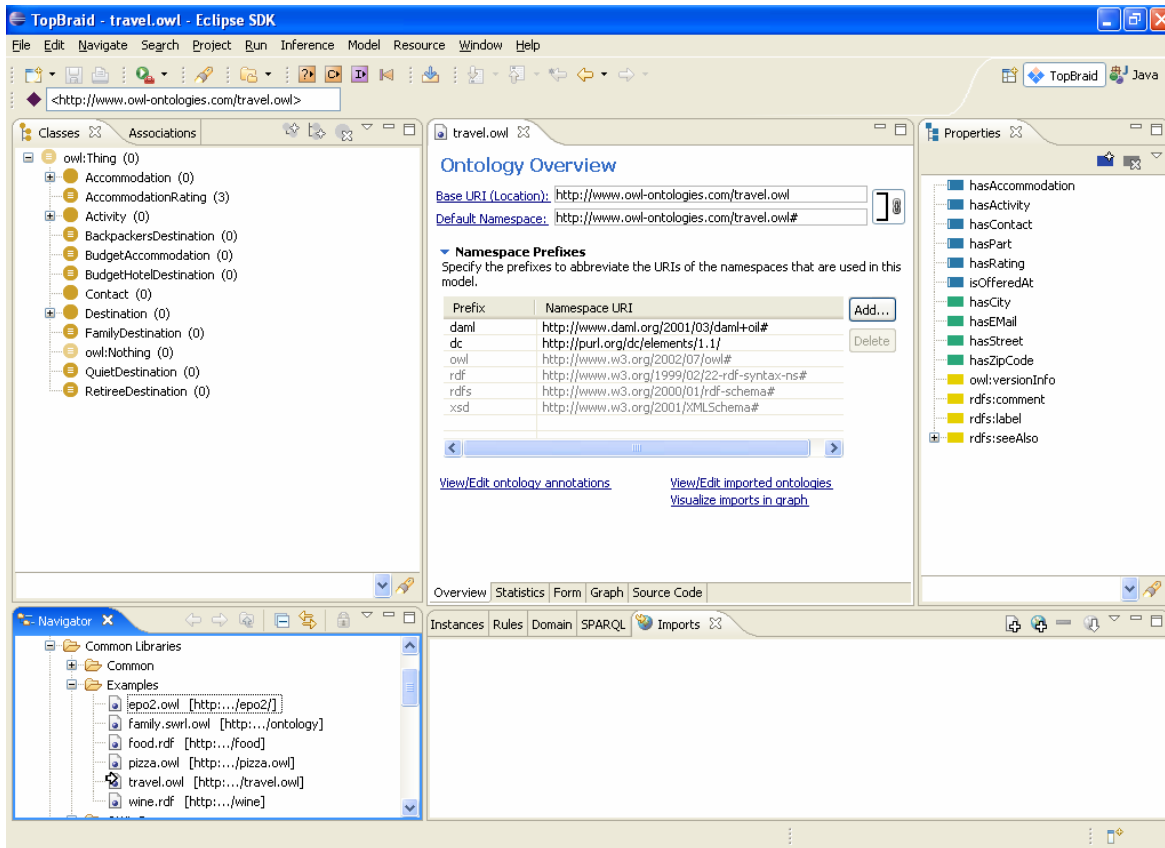 TopBraid - travel.owl - Eclipse SDK
File Edit Navigate Search Project Run Inference Model Resource Window Help
TopBraid Java
<http://www.owl-ontologies.com/travel.owl>
Classes Associations
owl:Thing (0)
Accommodation (0)
AccommodationRating (3)
Activity (0)
BackpackersDestination (0)
BudgetAccommodation (0)
BudgetHotelDestination (0)
Contact (0)
Destination (0)
FamilyDestination (0)
owl:Nothing (0)
QuietDestination (0)
RetireeDestination (0)
travel.owl
Ontology Overview
Base URI (Location): http://www.owl-ontologies.com/travel.owl
Default Namespace: http://www.owl-ontologies.com/travel.owl#
Namespace Prefixes
Specify the prefixes to abbreviate the URIs of the namespaces that are used in this
model.
Prefix Namespace URI
daml http://www.daml.org/2001/03/daml+oil#
dc http://purl.org/dc/elements/1.1/
owl http://www.w3.org/2002/07/owl#
rdf http://www.w3.org/1999/02/22-rdf-syntax-ns#
rdfs http://www.w3.org/2000/01/rdf-schema#
xsd http://www.w3.org/2001/XMLSchema#
Add...
Delete
View/Edit ontology annotations View/Edit imported ontologies
Visualize imports in graph
Overview Statistics Form Graph Source Code
Properties
hasAccommodation
hasActivity
hasContact
hasPart
hasRating
isOfferedAt
hasCity
hasEMail
hasStreet
hasZipCode
owl:versionInfo
rdfs:comment
rdfs:label
rdfs:seeAlso
Navigator
Common Libraries
Common
Examples
epo2.owl [http:.../epo2/]
family.swrl.owl [http:.../ontology]
food.rdf [http:.../food]
pizza.owl [http:.../pizza.owl]
travel.owl [http:.../travel.owl]
wine.rdf [http:.../wine]
Instances Rules Domain SPARQL Imports